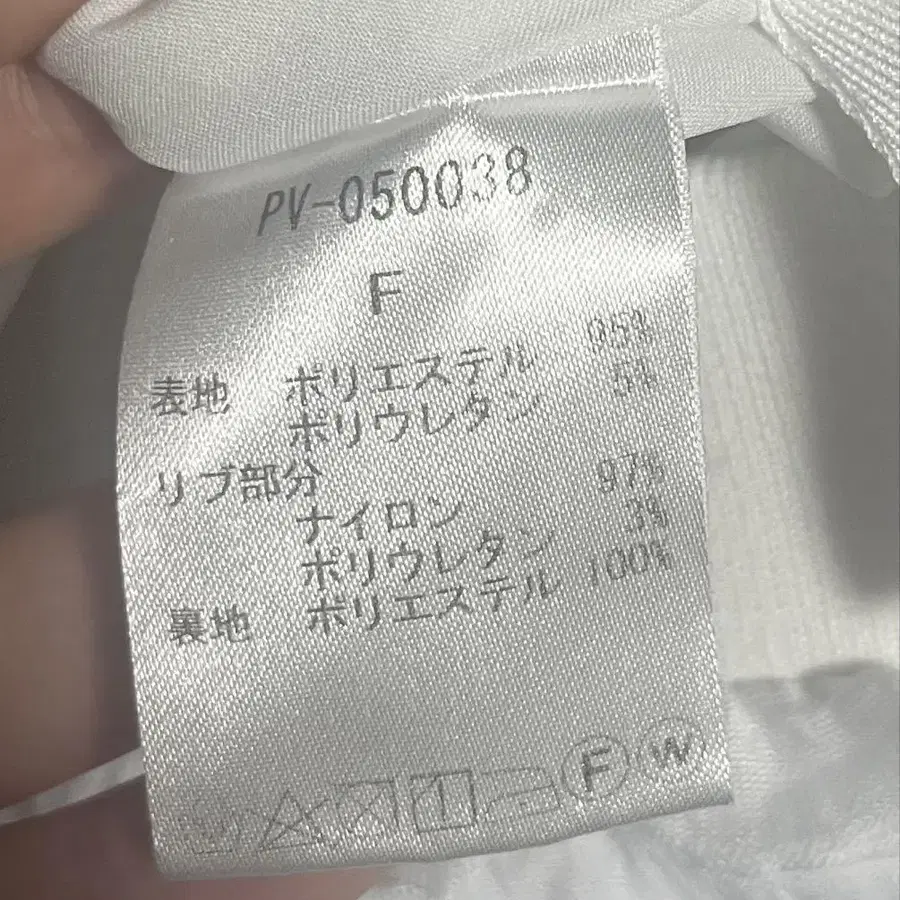 PV-050038
F
表地 ポリエステル 95%
ポリウレタン 5%
リブ部分
ナイロン 97%
ポリウレタン 3%
裏地 ポリエステル 100%
F W